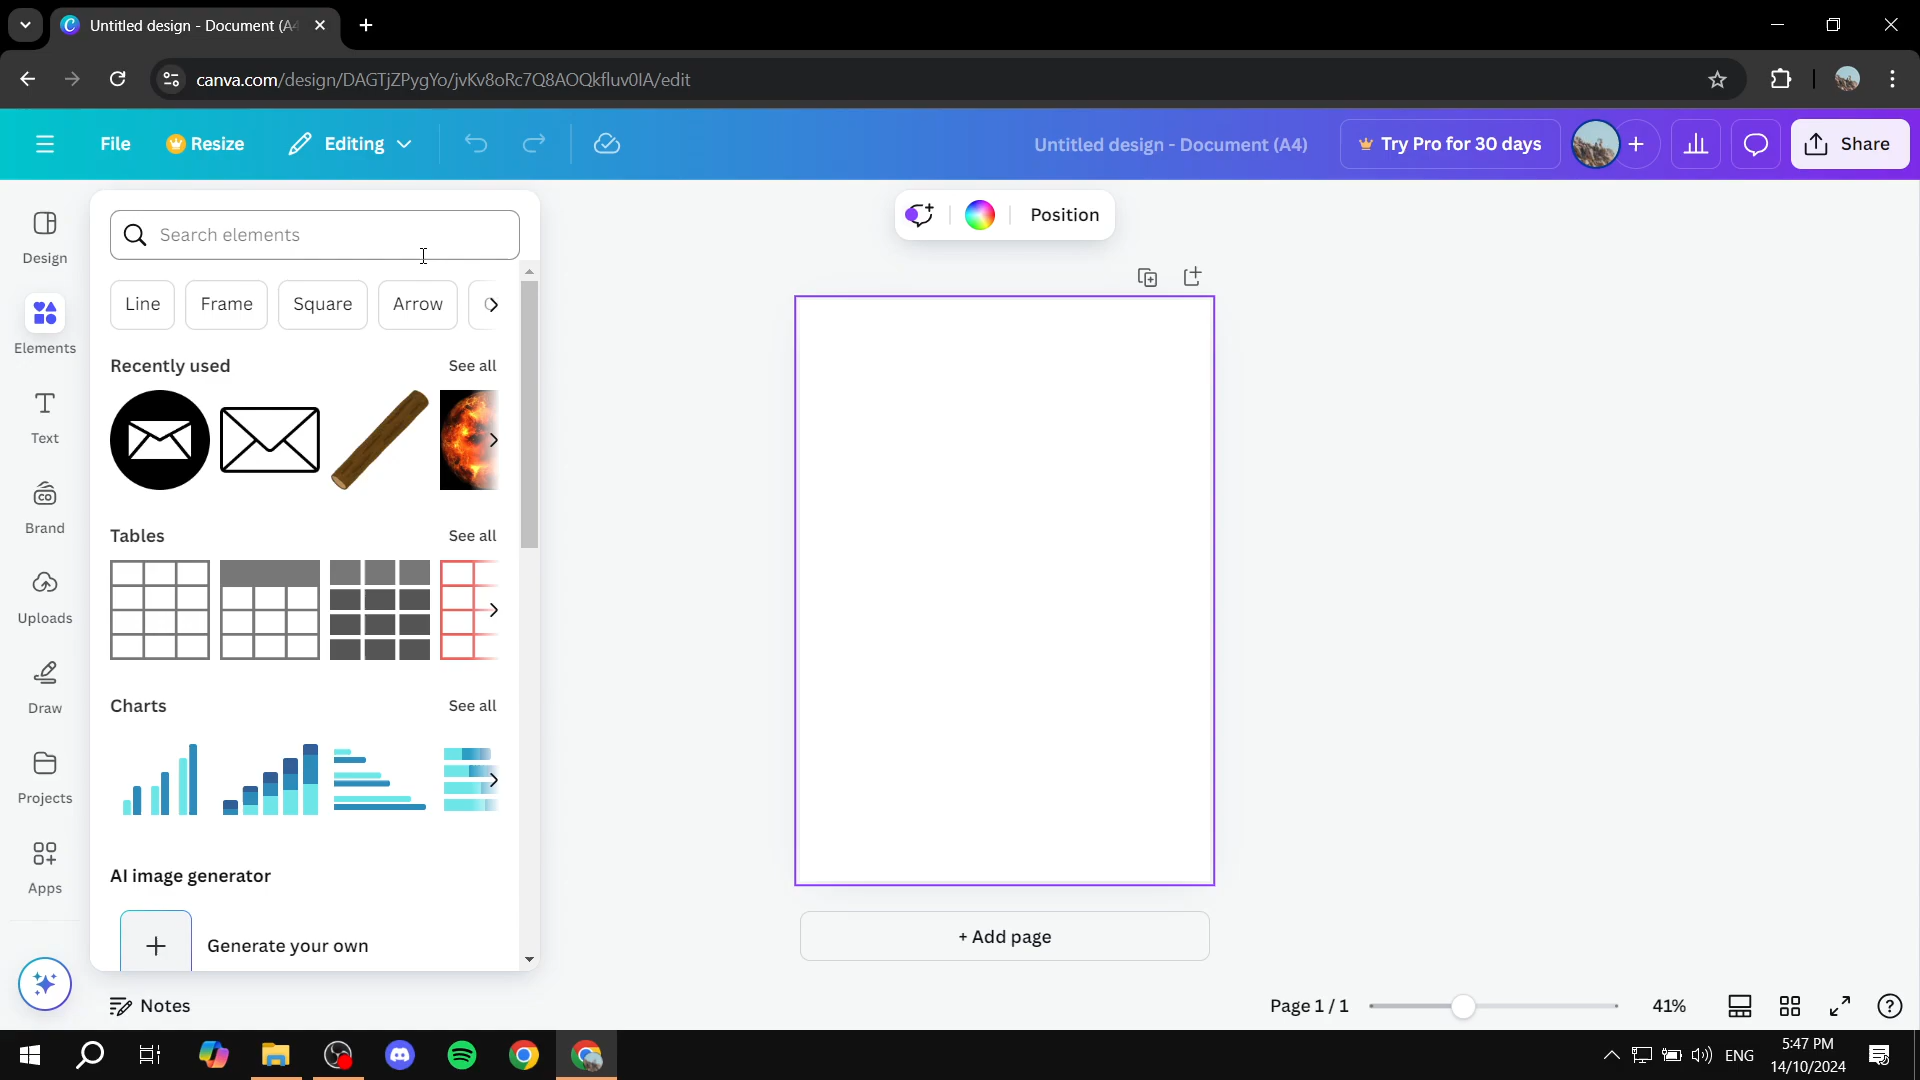 Untitled design - Document (A4
canva.com/design/DAGTjZPygYo/jvKv8oRc7Q8AOQkfluv0IA/edit
File
Resize
Editing
Untitled design - Document (A4)
Try Pro for 30 days
Share
Design
Elements
Text
Brand
Uploads
Draw
Projects
Apps
Search elements
Line
Frame
Square
Arrow
Recently used
See all
Tables
See all
Charts
See all
AI image generator
Generate your own
Position
+ Add page
Notes
Page 1 / 1
41%
ENG
5:47 PM
14/10/2024